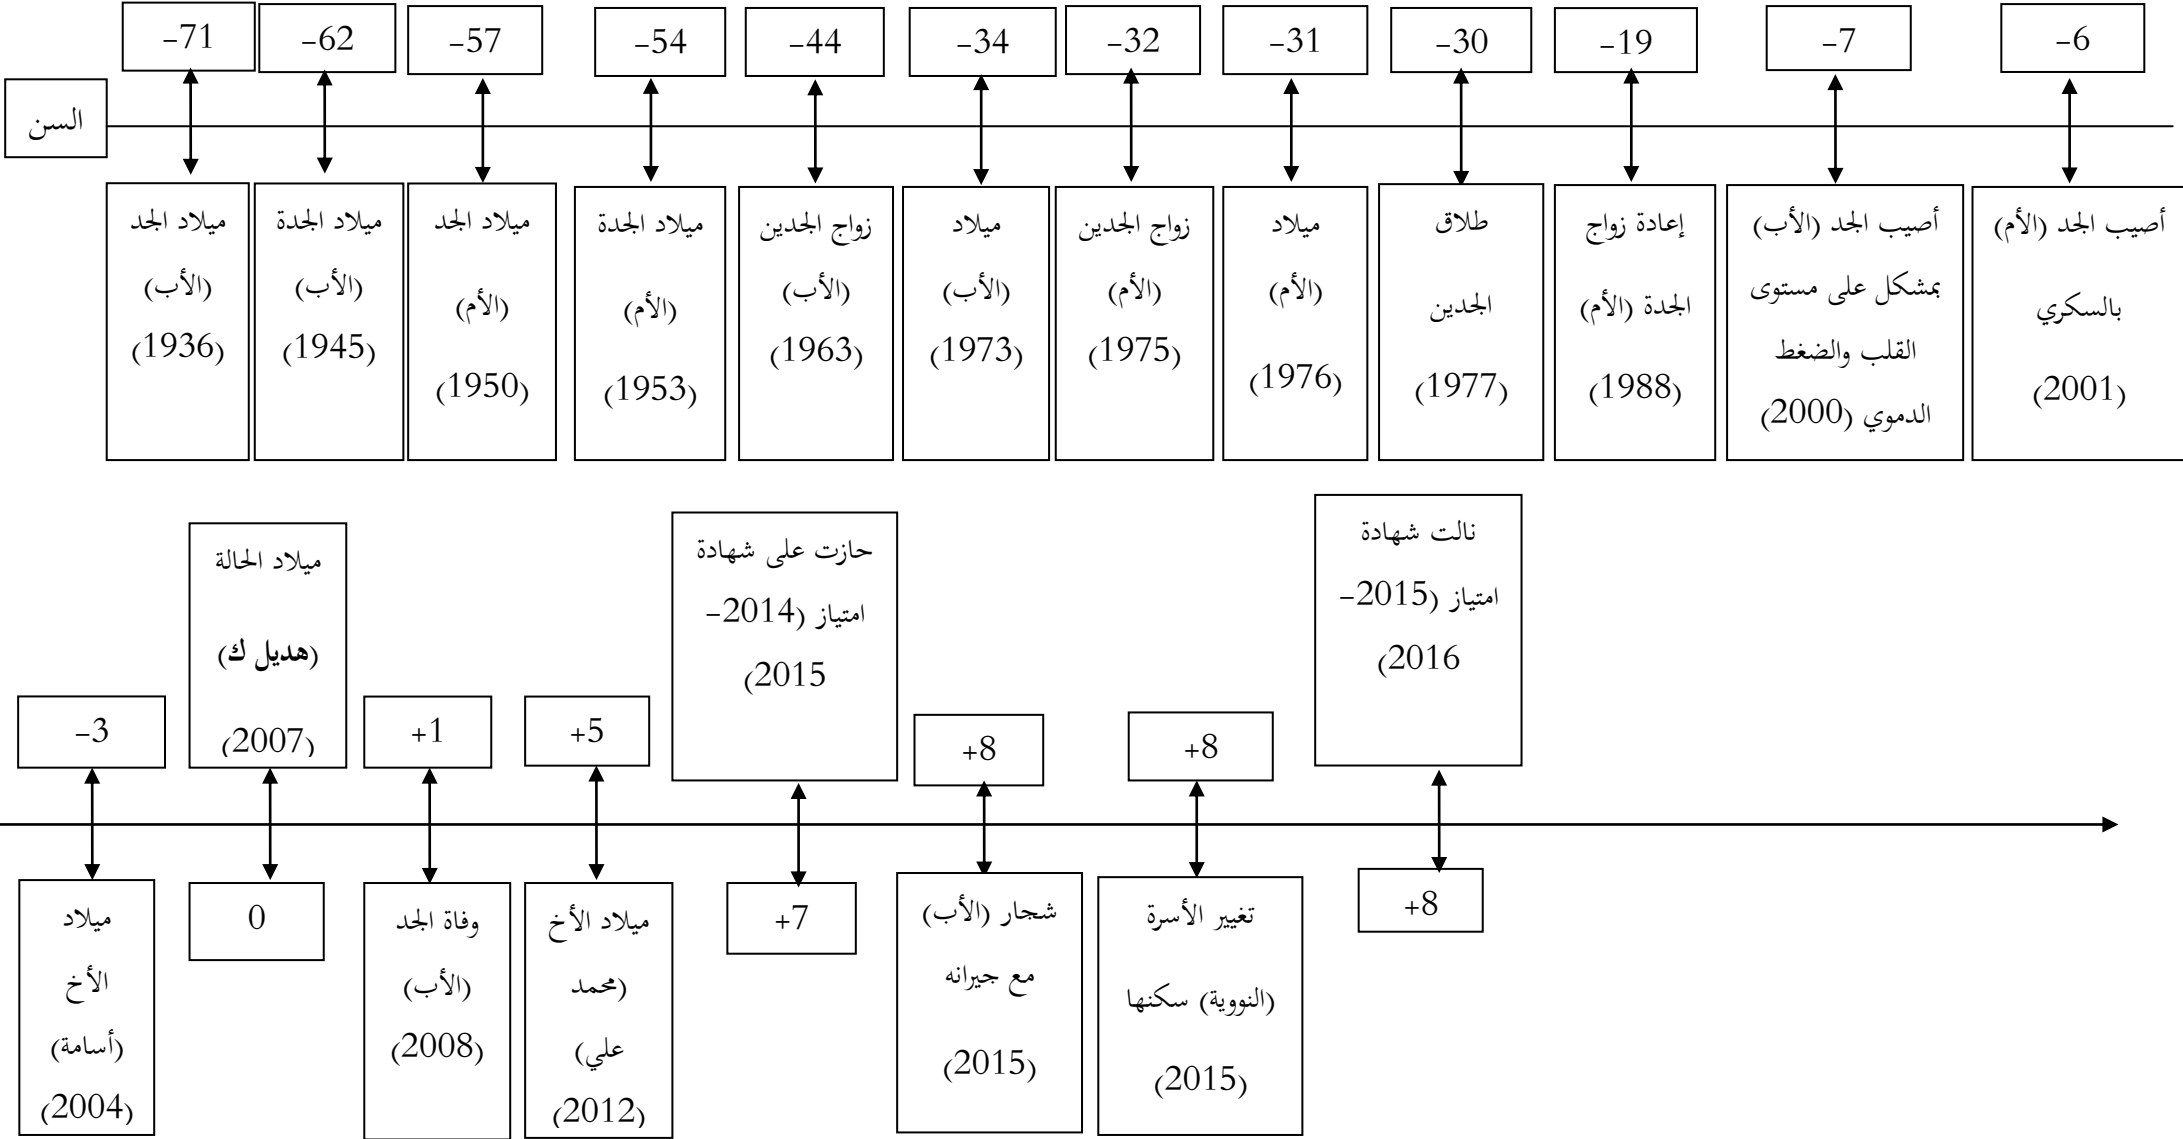 -71
-62
-57
-54
-44
-34
-32
-31
-30
-19
-7
-6
السن
ميلاد الجد
(الأب)
(1936)
ميلاد الجدة
(الأب)
(1945)
ميلاد الجد
(الأم)
(1950)
ميلاد الجدة
(الأم)
(1953)
زواج الجدين
(الأب)
(1963)
ميلاد
(الأب)
(1973)
زواج الجدين
(الأم)
(1975)
ميلاد
(الأم)
(1976)
طلاق
الجدين
(1977)
إعادة زواج
الجدة (الأم)
(1988)
أصيب الجد (الأب)
بمشكل على مستوى
القلب والضغط
الدموي (2000)
أصيب الجد (الأم)
بالسكري
(2001)
-3
ميلاد
الأخ
(أسامة)
(2004)
ميلاد الحالة
(هديل ك)
(2007)
0
+1
وفاة الجد
(الأب)
(2008)
+5
ميلاد الأخ
(محمد
علي)
(2012)
حازت على شهادة
امتياز (2014-
2015)
+7
+8
شجار (الأب)
مع جيرانه
(2015)
+8
تغيير الأسرة
(النووية) سكنها
(2015)
نالت شهادة
امتياز (2015-
2016)
+8